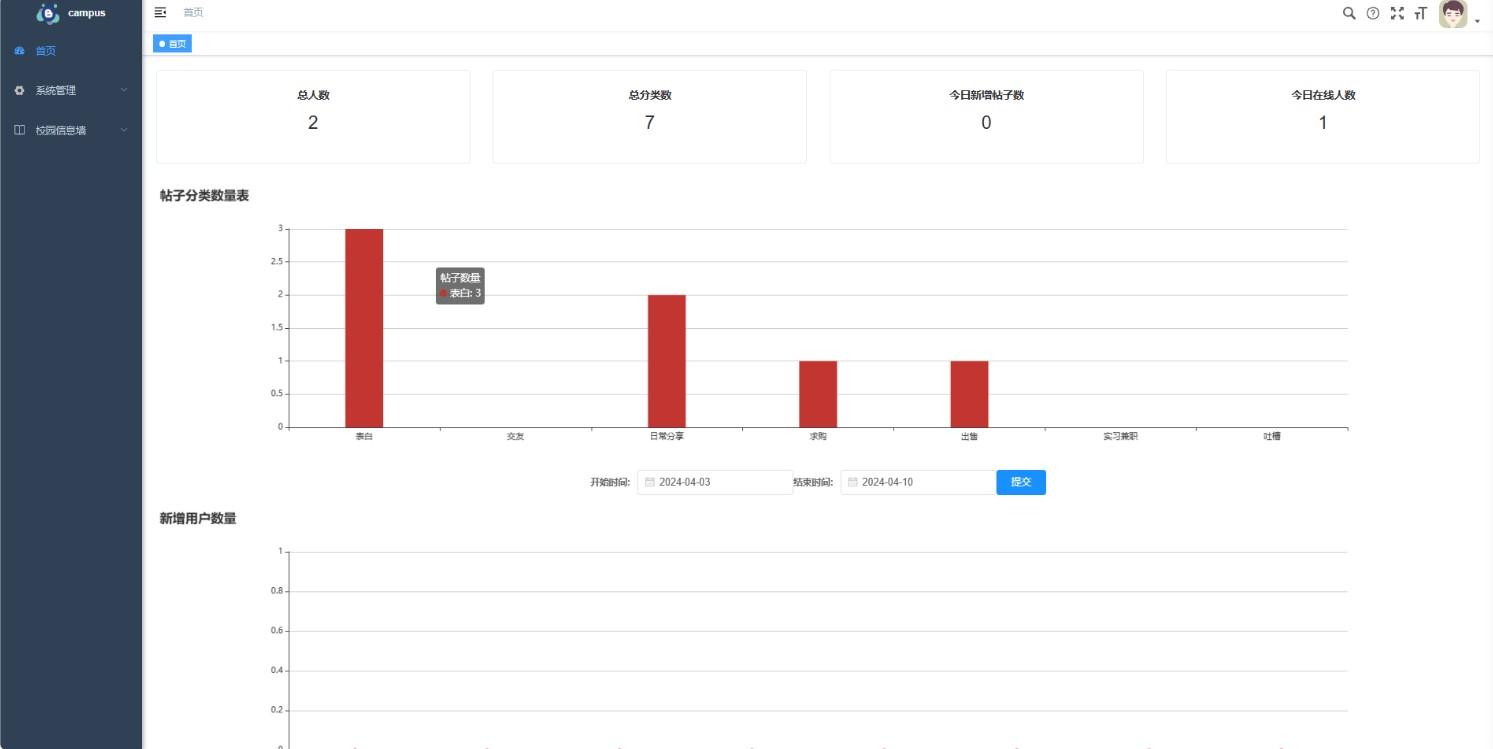 campus
首页
首页
系统管理
校园信息墙
首页
总人数
2
总分类数
7
今日新增帖子数
0
今日在线人数
1
帖子分类数量表
3
2.5
2
1.5
1
0.5
0
帖子数量
表白: 3
表白
交友
日常分享
求购
出售
实习兼职
吐槽
开始时间:
2024-04-03
结束时间:
2024-04-10
提交
新增用户数量
1
0.8
0.6
0.4
0.2
0